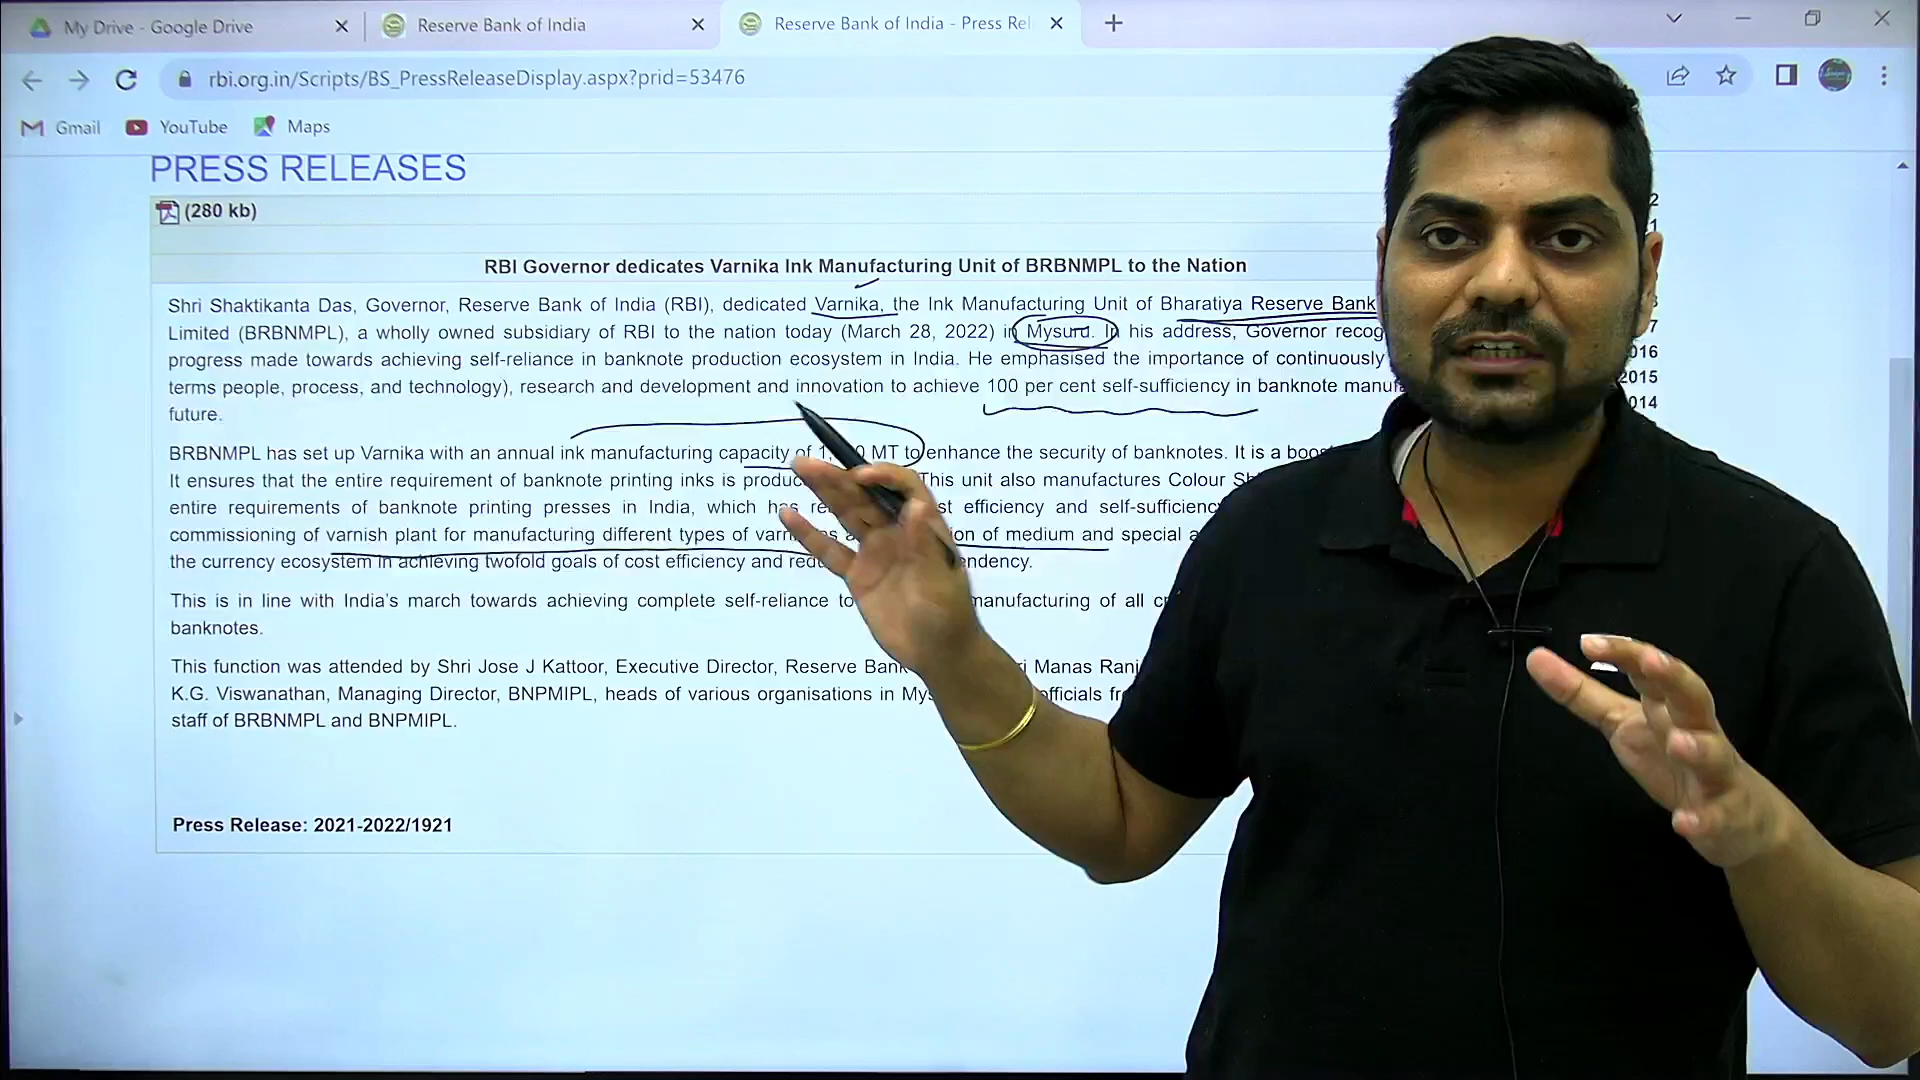 My Drive - Google Drive
Reserve Bank of India
Reserve Bank of India - Press Rel
rbi.org.in/Scripts/BS_PressReleaseDisplay.aspx?prid=53476
Gmail
YouTube
Maps
PRESS RELEASES
(280 kb)
RBI Governor dedicates Varnika Ink Manufacturing Unit of BRBNMPL to the Nation
Shri Shaktikanta Das, Governor, Reserve Bank of India (RBI), dedicated Varnika, the Ink Manufacturing Unit of Bharatiya Reserve Bank
Limited (BRBNMPL), a wholly owned subsidiary of RBI to the nation today (March 28, 2022) in Mysuru. In his address, Governor
progress made towards achieving self-reliance in banknote production ecosystem in India. He emphasised the importance of continuously
terms people, process, and technology), research and development and innovation to achieve 100 per cent self-sufficiency in banknote
future.
BRBNMPL has set up Varnika with an annual ink manufacturing capacity of MT to enhance the security of banknotes. It is a
It ensures that the entire requirement of banknote printing inks is This unit also manufactures Colour
entire requirements of banknote printing presses in India, which has efficiency and self-sufficiency
commissioning of varnish plant for manufacturing different types of of medium and special
the currency ecosystem in achieving twofold goals of cost efficiency and
This is in line with India's march towards achieving complete self-reliance manufacturing of all
banknotes.
This function was attended by Shri Jose J Kattoor, Executive Director, Reserve Bank Manas
K.G. Viswanathan, Managing Director, BNPMIPL, heads of various organisations in officials
staff of BRBNMPL and BNPMIPL.
Press Release: 2021-2022/1921
2016
2015
2014